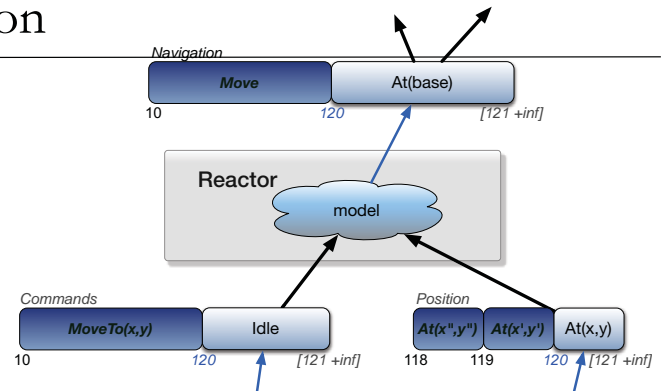 on
Navigation
Move At(base)
10 120 [121 +inf]
Reactor
model
Commands Position
MoveTo(x,y) Idle At(x",y") At(x',y') At(x,y)
10 120 [121 +inf] 118 119 120 [121 +inf]